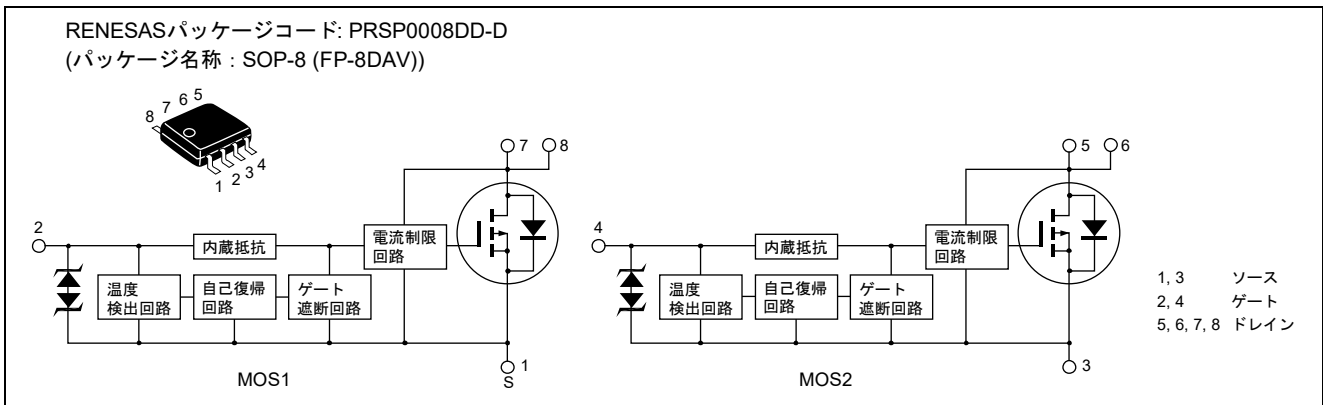 RENESASパッケージコード: PRSP0008DD-D
(パッケージ名称：SOP-8 (FP-8DAV))
8 7 6 5
1 2 3 4
7 8
2
内蔵抵抗
電流制限
回路
温度
検出回路
自己復帰
回路
ゲート
遮断回路
1
S
MOS1
5 6
4
内蔵抵抗
電流制限
回路
温度
検出回路
自己復帰
回路
ゲート
遮断回路
3
MOS2
1, 3 ソース
2, 4 ゲート
5, 6, 7, 8 ドレイン